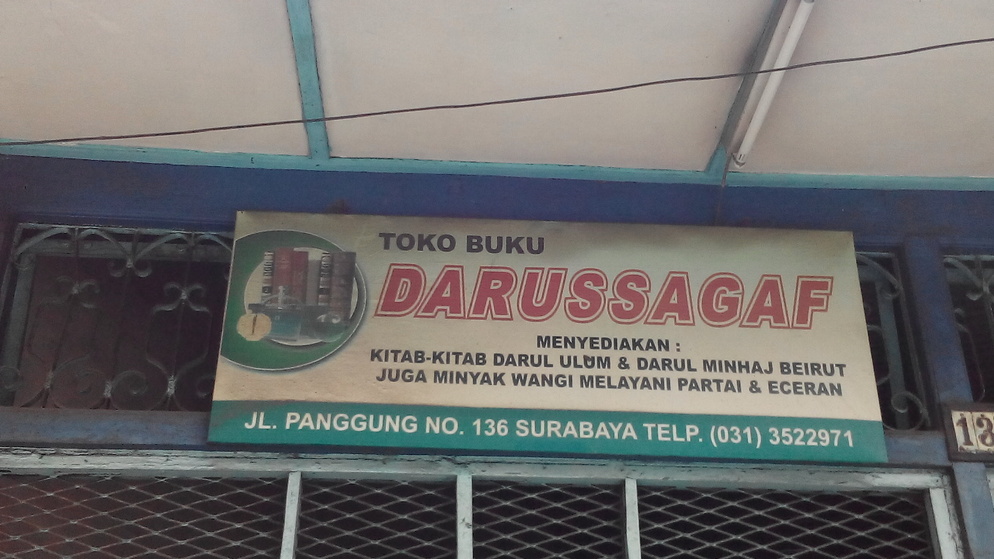 TOKO BUKU
DARUSSAGAF
MENYEDIAKAN :
KITAB-KITAB DARUL ULUM & DARUL MINHAJ BEIRUT
JUGA MINYAK WANGI MELAYANI PARTAI & ECERAN
JL. PANGGUNG NO. 136 SURABAYA TELP. (031) 3522971